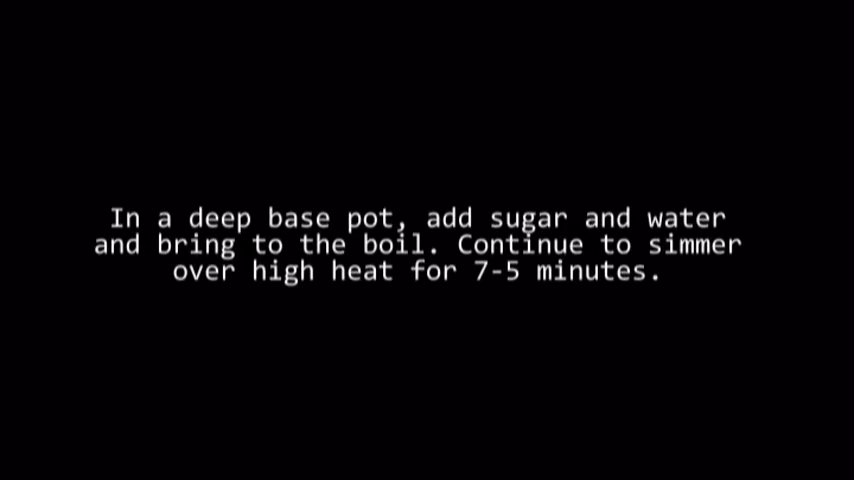 In a deep base pot, add sugar and water
and bring to the boil. Continue to simmer
over high heat for 7-5 minutes.